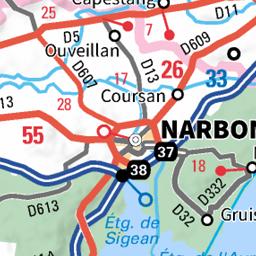 Capestang
25
D5
7
D11
Ouveillan
D609
D607
17
D13
26
33
13
28
Coursan
55
NARBON
37
38
18
D613
D332
D32
Gruis
Étg. de
Sigean